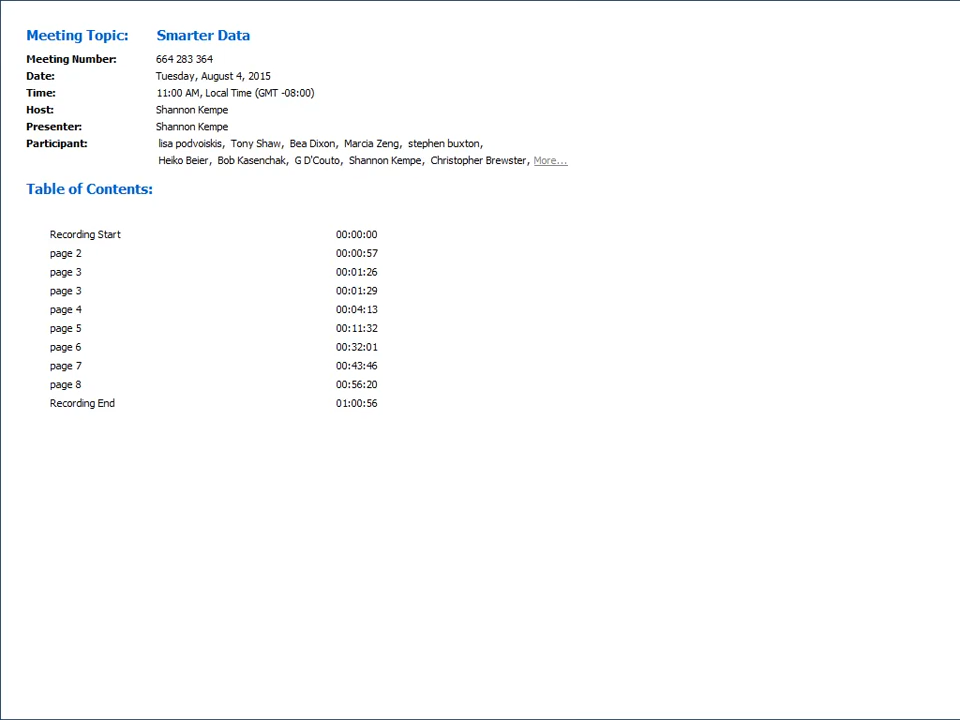 Meeting Topic: Smarter Data
Meeting Number: 664 283 364
Date: Tuesday, August 4, 2015
Time: 11:00 AM, Local Time (GMT -08:00)
Host: Shannon Kempe
Presenter: Shannon Kempe
Participant: lisa podvoiskis, Tony Shaw, Bea Dixon, Marcia Zeng, stephen buxton,
Heiko Beier, Bob Kasenchak, G D'Couto, Shannon Kempe, Christopher Brewster, More...
Table of Contents:
Recording Start 00:00:00
page 2 00:00:57
page 3 00:01:26
page 3 00:01:29
page 4 00:04:13
page 5 00:11:32
page 6 00:32:01
page 7 00:43:46
page 8 00:56:20
Recording End 01:00:56